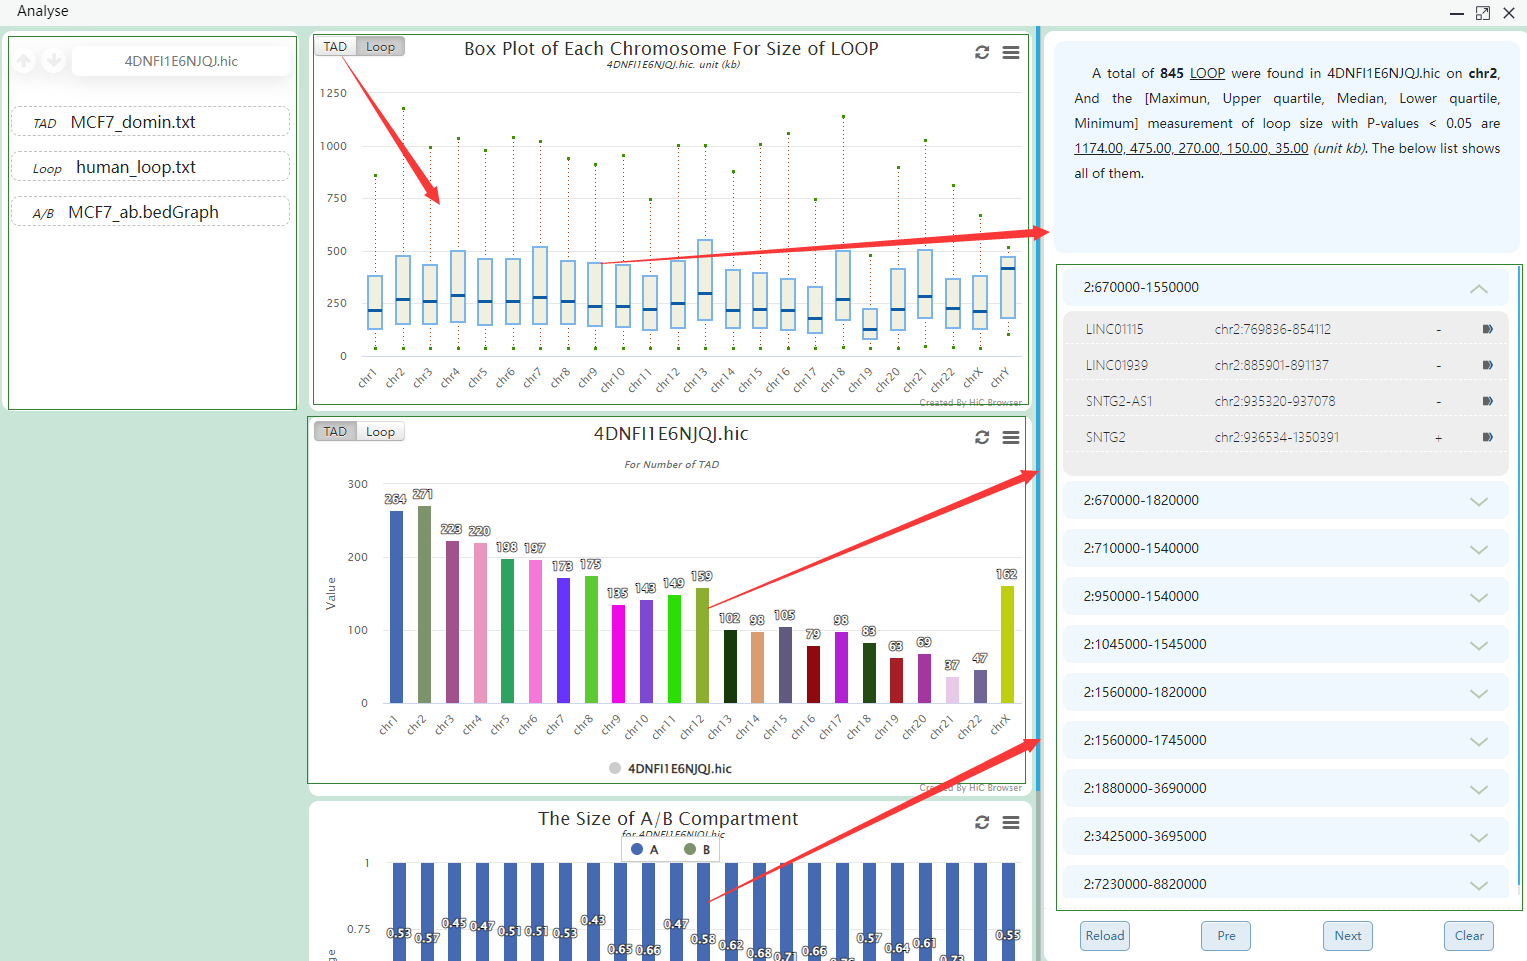 Analyse
4DNFI1E6NJQJ.hic
TAD MCF7_domin.txt
Loop human_loop.txt
A/B MCF7_ab.bedGraph
TAD Loop
Box Plot of Each Chromosome For Size of LOOP
4DNFI1E6NJQJ.hic. unit (kb)
1250
1000
750
500
250
0
chr1 chr2 chr3 chr4 chr5 chr6 chr7 chr8 chr9 chr10 chr11 chr12 chr13 chr14 chr15 chr16 chr17 chr18 chr19 chr20 chr21 chr22 chrX chrY
Created By HiC Browser
TAD Loop
4DNFI1E6NJQJ.hic
For Number of TAD
Value
300
200
100
0
264 271 223 220 198 197 173 175 135 143 149 159 102 98 105 79 98 83 63 69 37 47 162
chr1 chr2 chr3 chr4 chr5 chr6 chr7 chr8 chr9 chr10 chr11 chr12 chr13 chr14 chr15 chr16 chr17 chr18 chr19 chr20 chr21 chr22 chrX
4DNFI1E6NJQJ.hic
Created By HiC Browser
The Size of A/B Compartment
for 4DNFI1E6NJQJ.hic
A B
1
0.75
0.53 0.57 0.45 0.47 0.51 0.51 0.53 0.43 0.65 0.66 0.47 0.58 0.62 0.68 0.71 0.66 0.57 0.64 0.61 0.73 0.55
A total of 845 LOOP were found in 4DNFI1E6NJQJ.hic on chr2,
And the [Maximun, Upper quartile, Median, Lower quartile,
Minimum] measurement of loop size with P-values < 0.05 are
1174.00, 475.00, 270.00, 150.00, 35.00 (unit kb). The below list shows
all of them.
2:670000-1550000
LINC01115 chr2:769836-854112 -
LINC01939 chr2:885901-891137 -
SNTG2-AS1 chr2:935320-937078 -
SNTG2 chr2:936534-1350391 +
2:670000-1820000
2:710000-1540000
2:950000-1540000
2:1045000-1545000
2:1560000-1820000
2:1560000-1745000
2:1880000-3690000
2:3425000-3695000
2:7230000-8820000
Reload Pre Next Clear